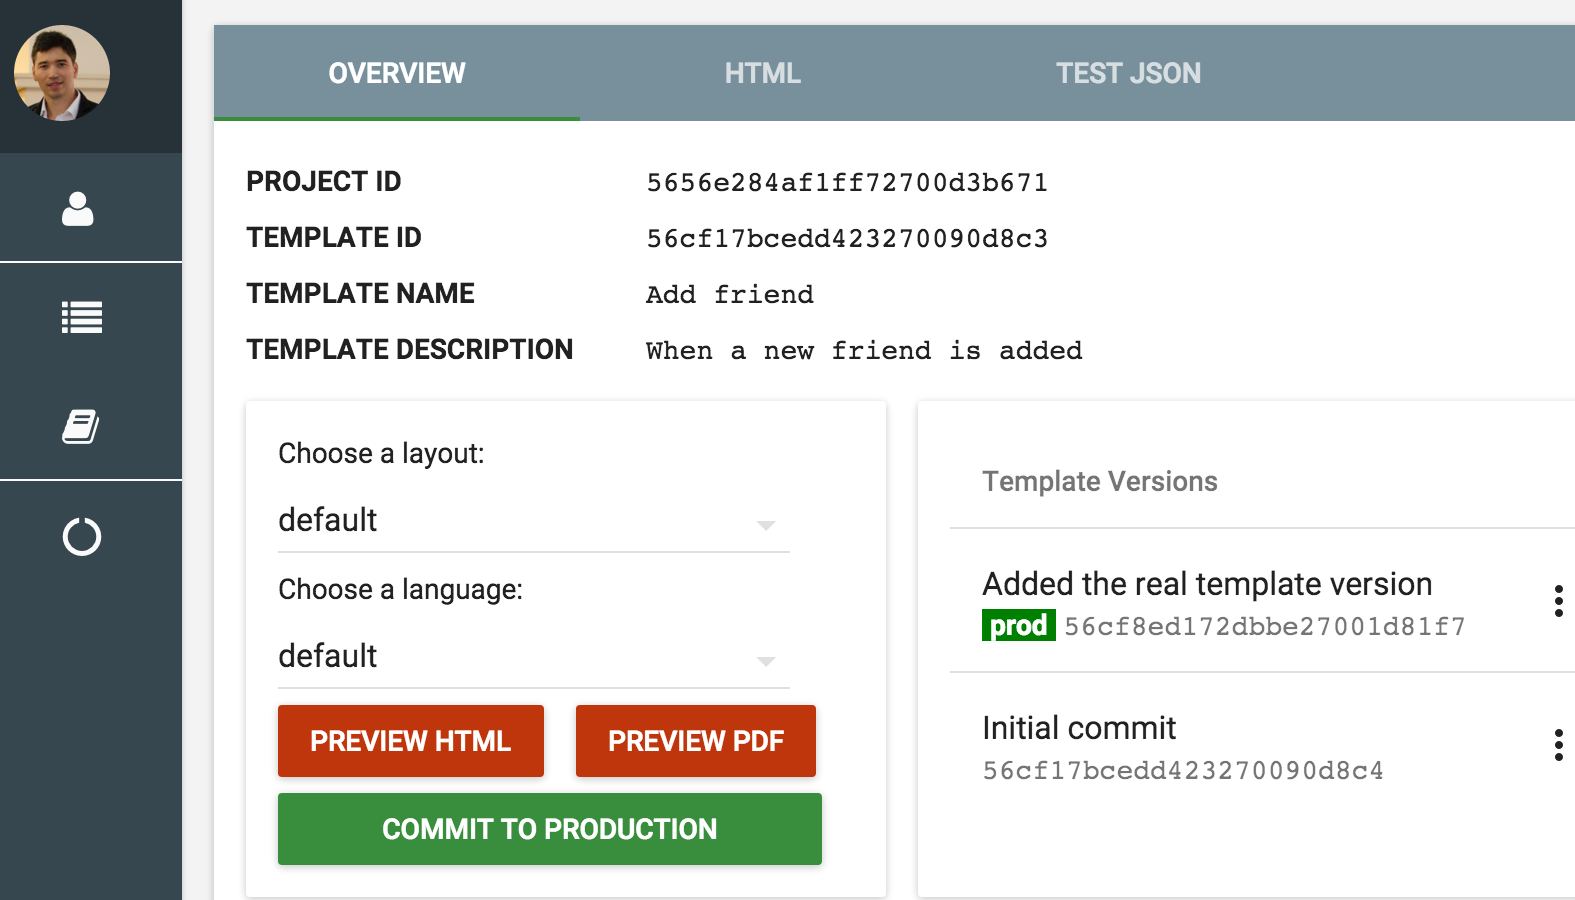 OVERVIEW HTML TEST JSON
PROJECT ID 5656e284af1ff72700d3b671
TEMPLATE ID 56cf17bcedd423270090d8c3
TEMPLATE NAME Add friend
TEMPLATE DESCRIPTION When a new friend is added
Choose a layout:
default
Choose a language:
default
PREVIEW HTML PREVIEW PDF
COMMIT TO PRODUCTION
Template Versions
Added the real template version
prod 56cf8ed172dbbe27001d81f7
Initial commit
56cf17bcedd423270090d8c4